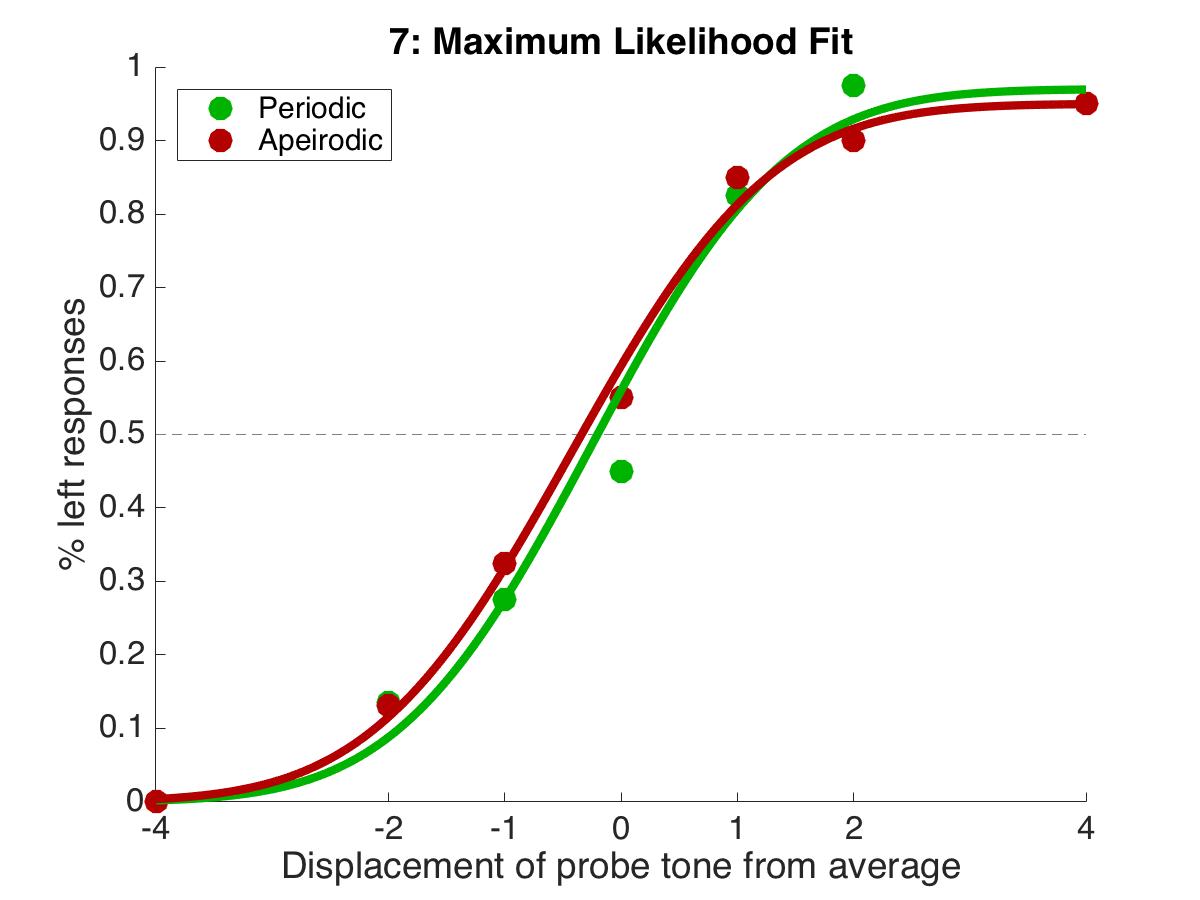 7: Maximum Likelihood Fit
1
Periodic
Apeirodic
0.9
0.8
0.7
0.6
0.5
0.4
0.3
0.2
0.1
0
% left responses
-4 -2 -1 0 1 2 4
Displacement of probe tone from average